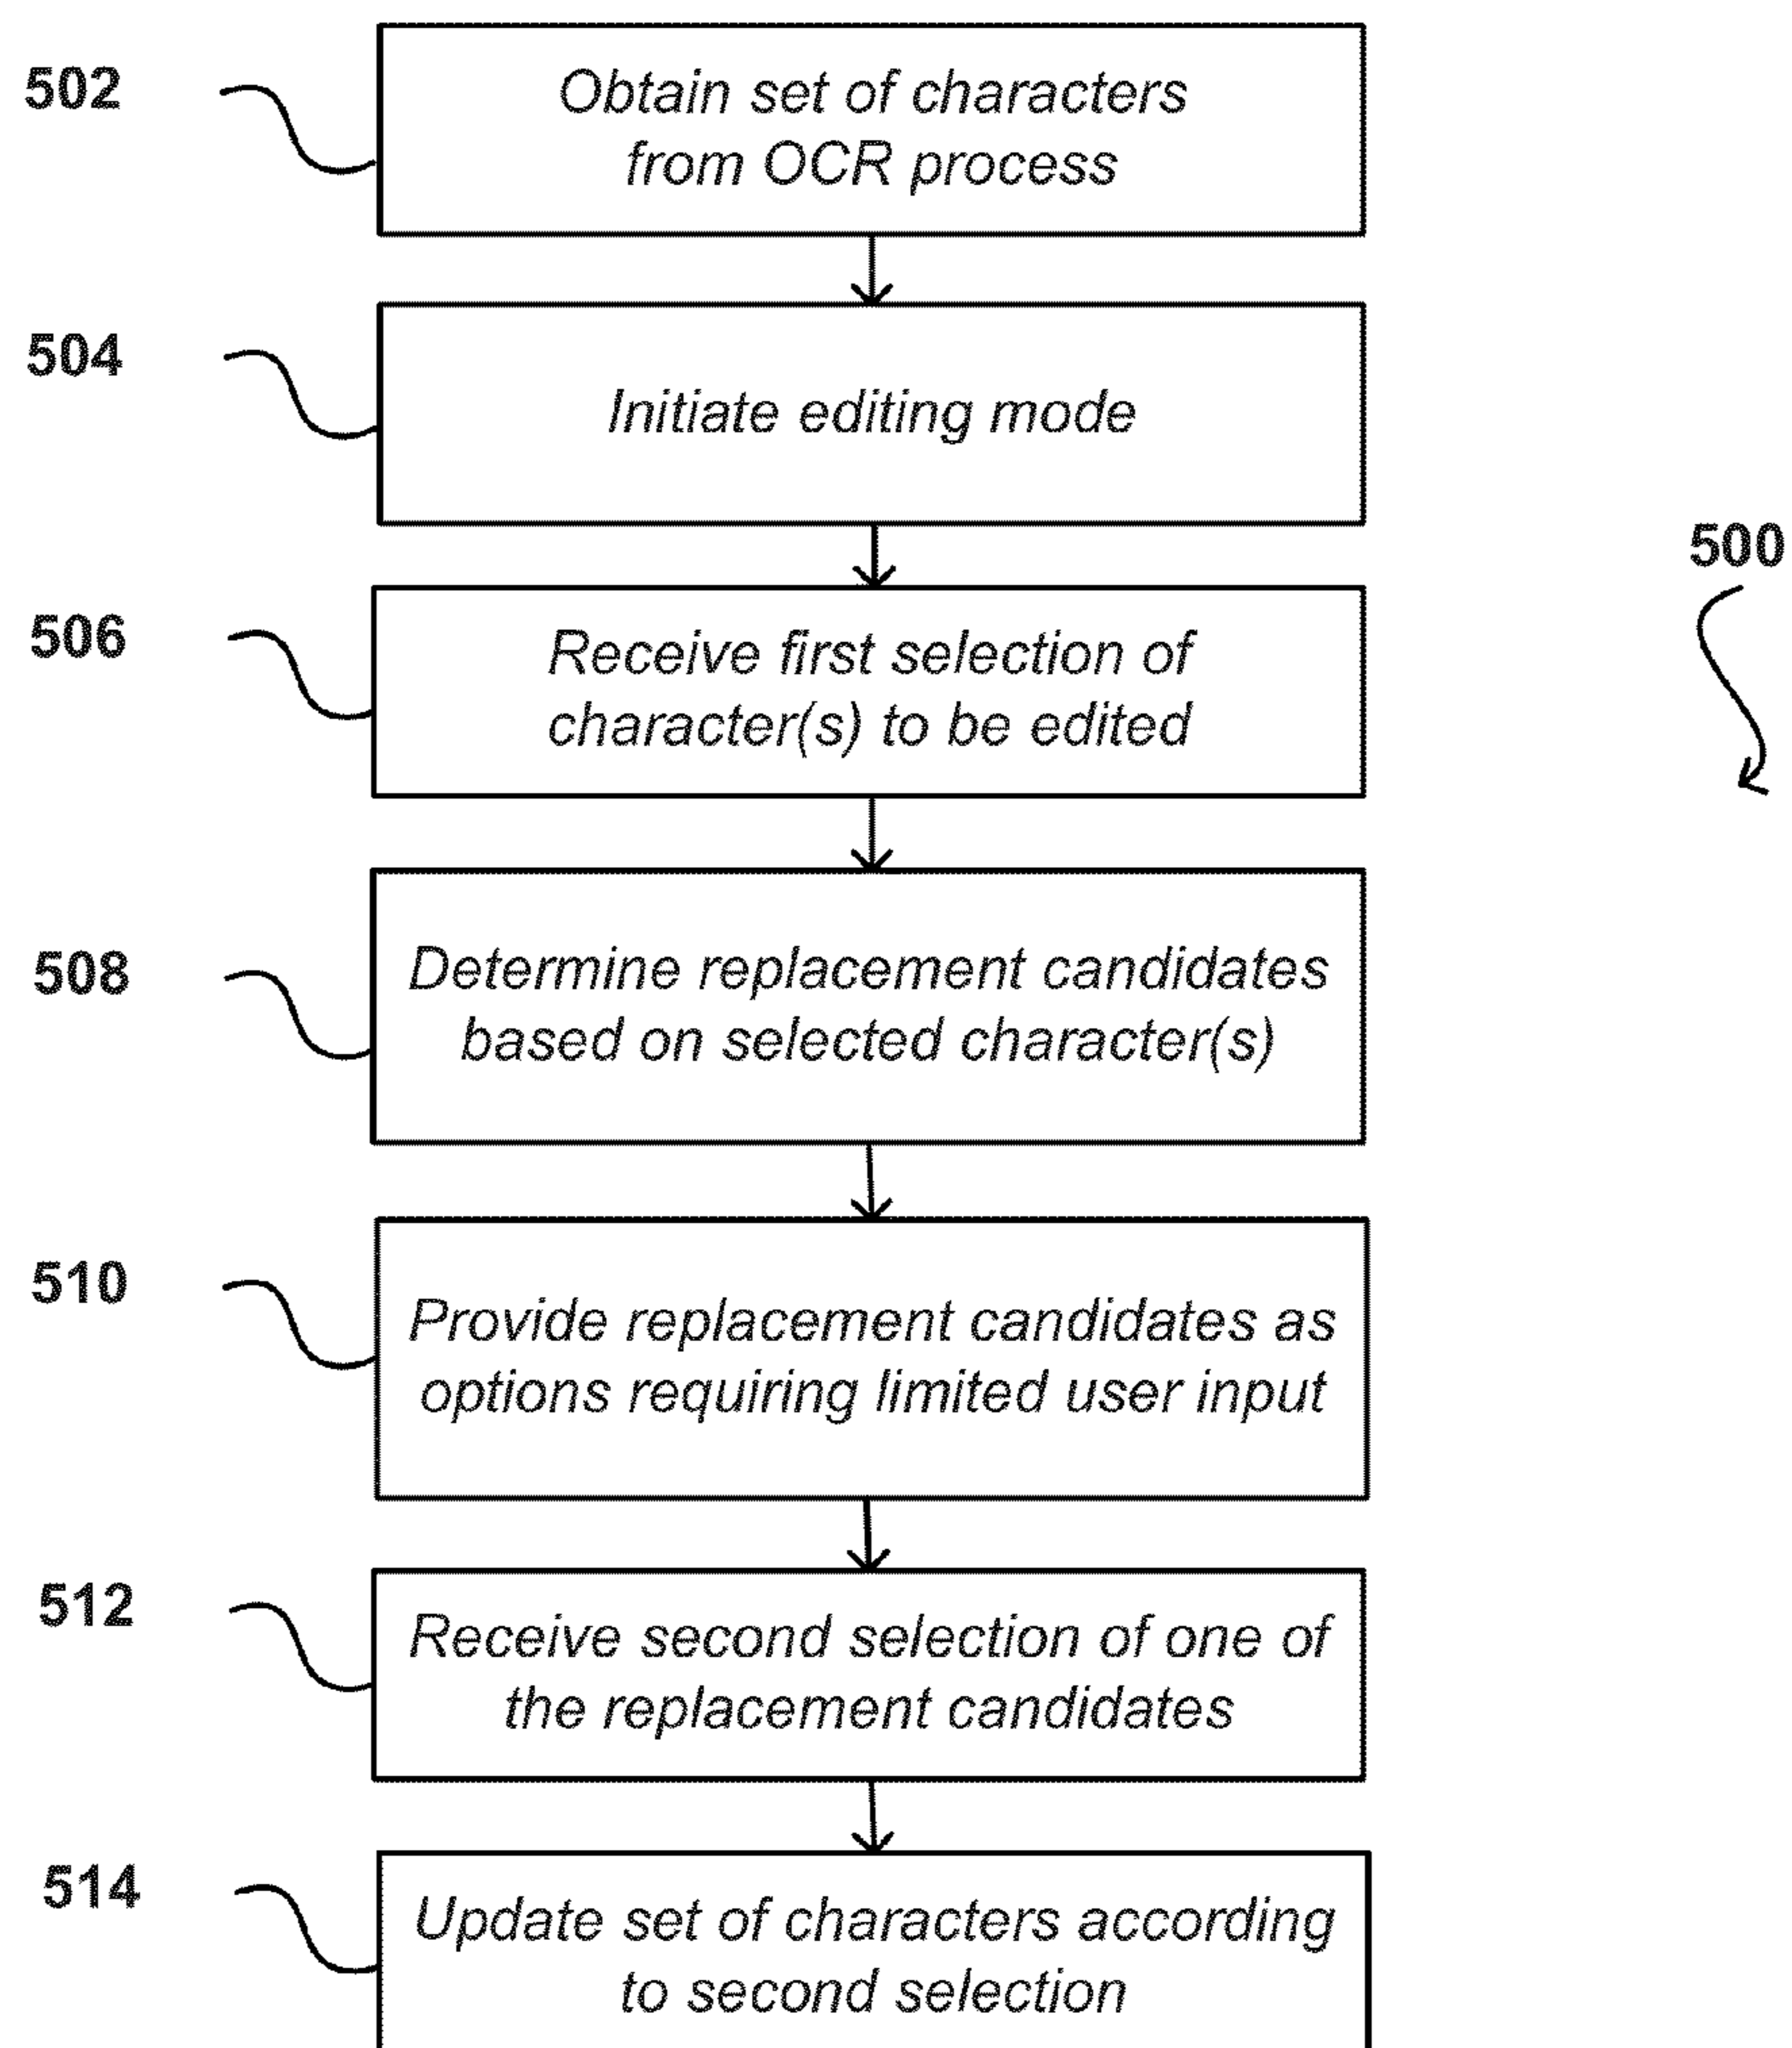 502
Obtain set of characters
from OCR process
504
Initiate editing mode
500
506
Receive first selection of
character(s) to be edited
508
Determine replacement candidates
based on selected character(s)
510
Provide replacement candidates as
options requiring limited user input
512
Receive second selection of one of
the replacement candidates
514
Update set of characters according
to second selection